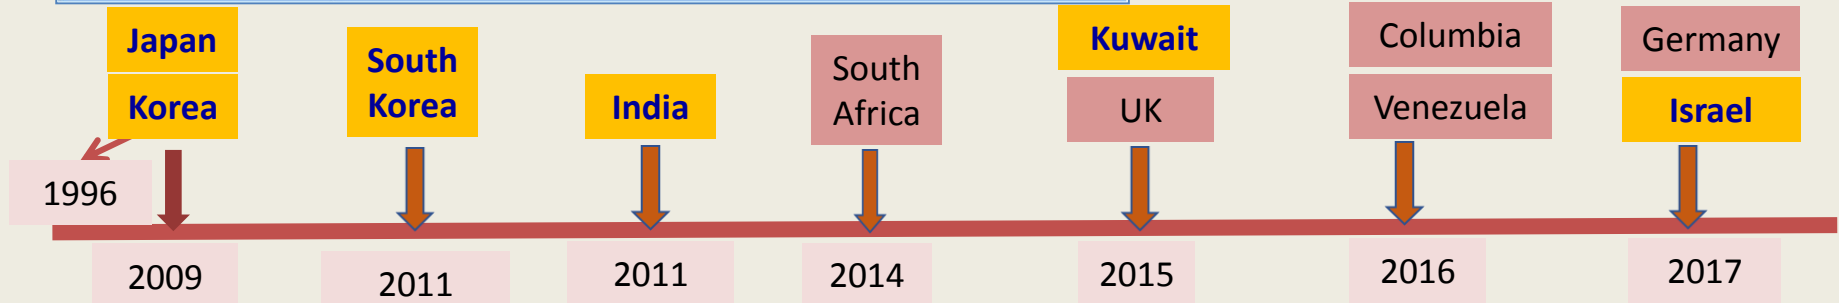 Japan
Korea
1996
2009
South
Korea
2011
India
2011
South
Africa
2014
Kuwait
UK
2015
Columbia
Venezuela
2016
Germany
Israel
2017